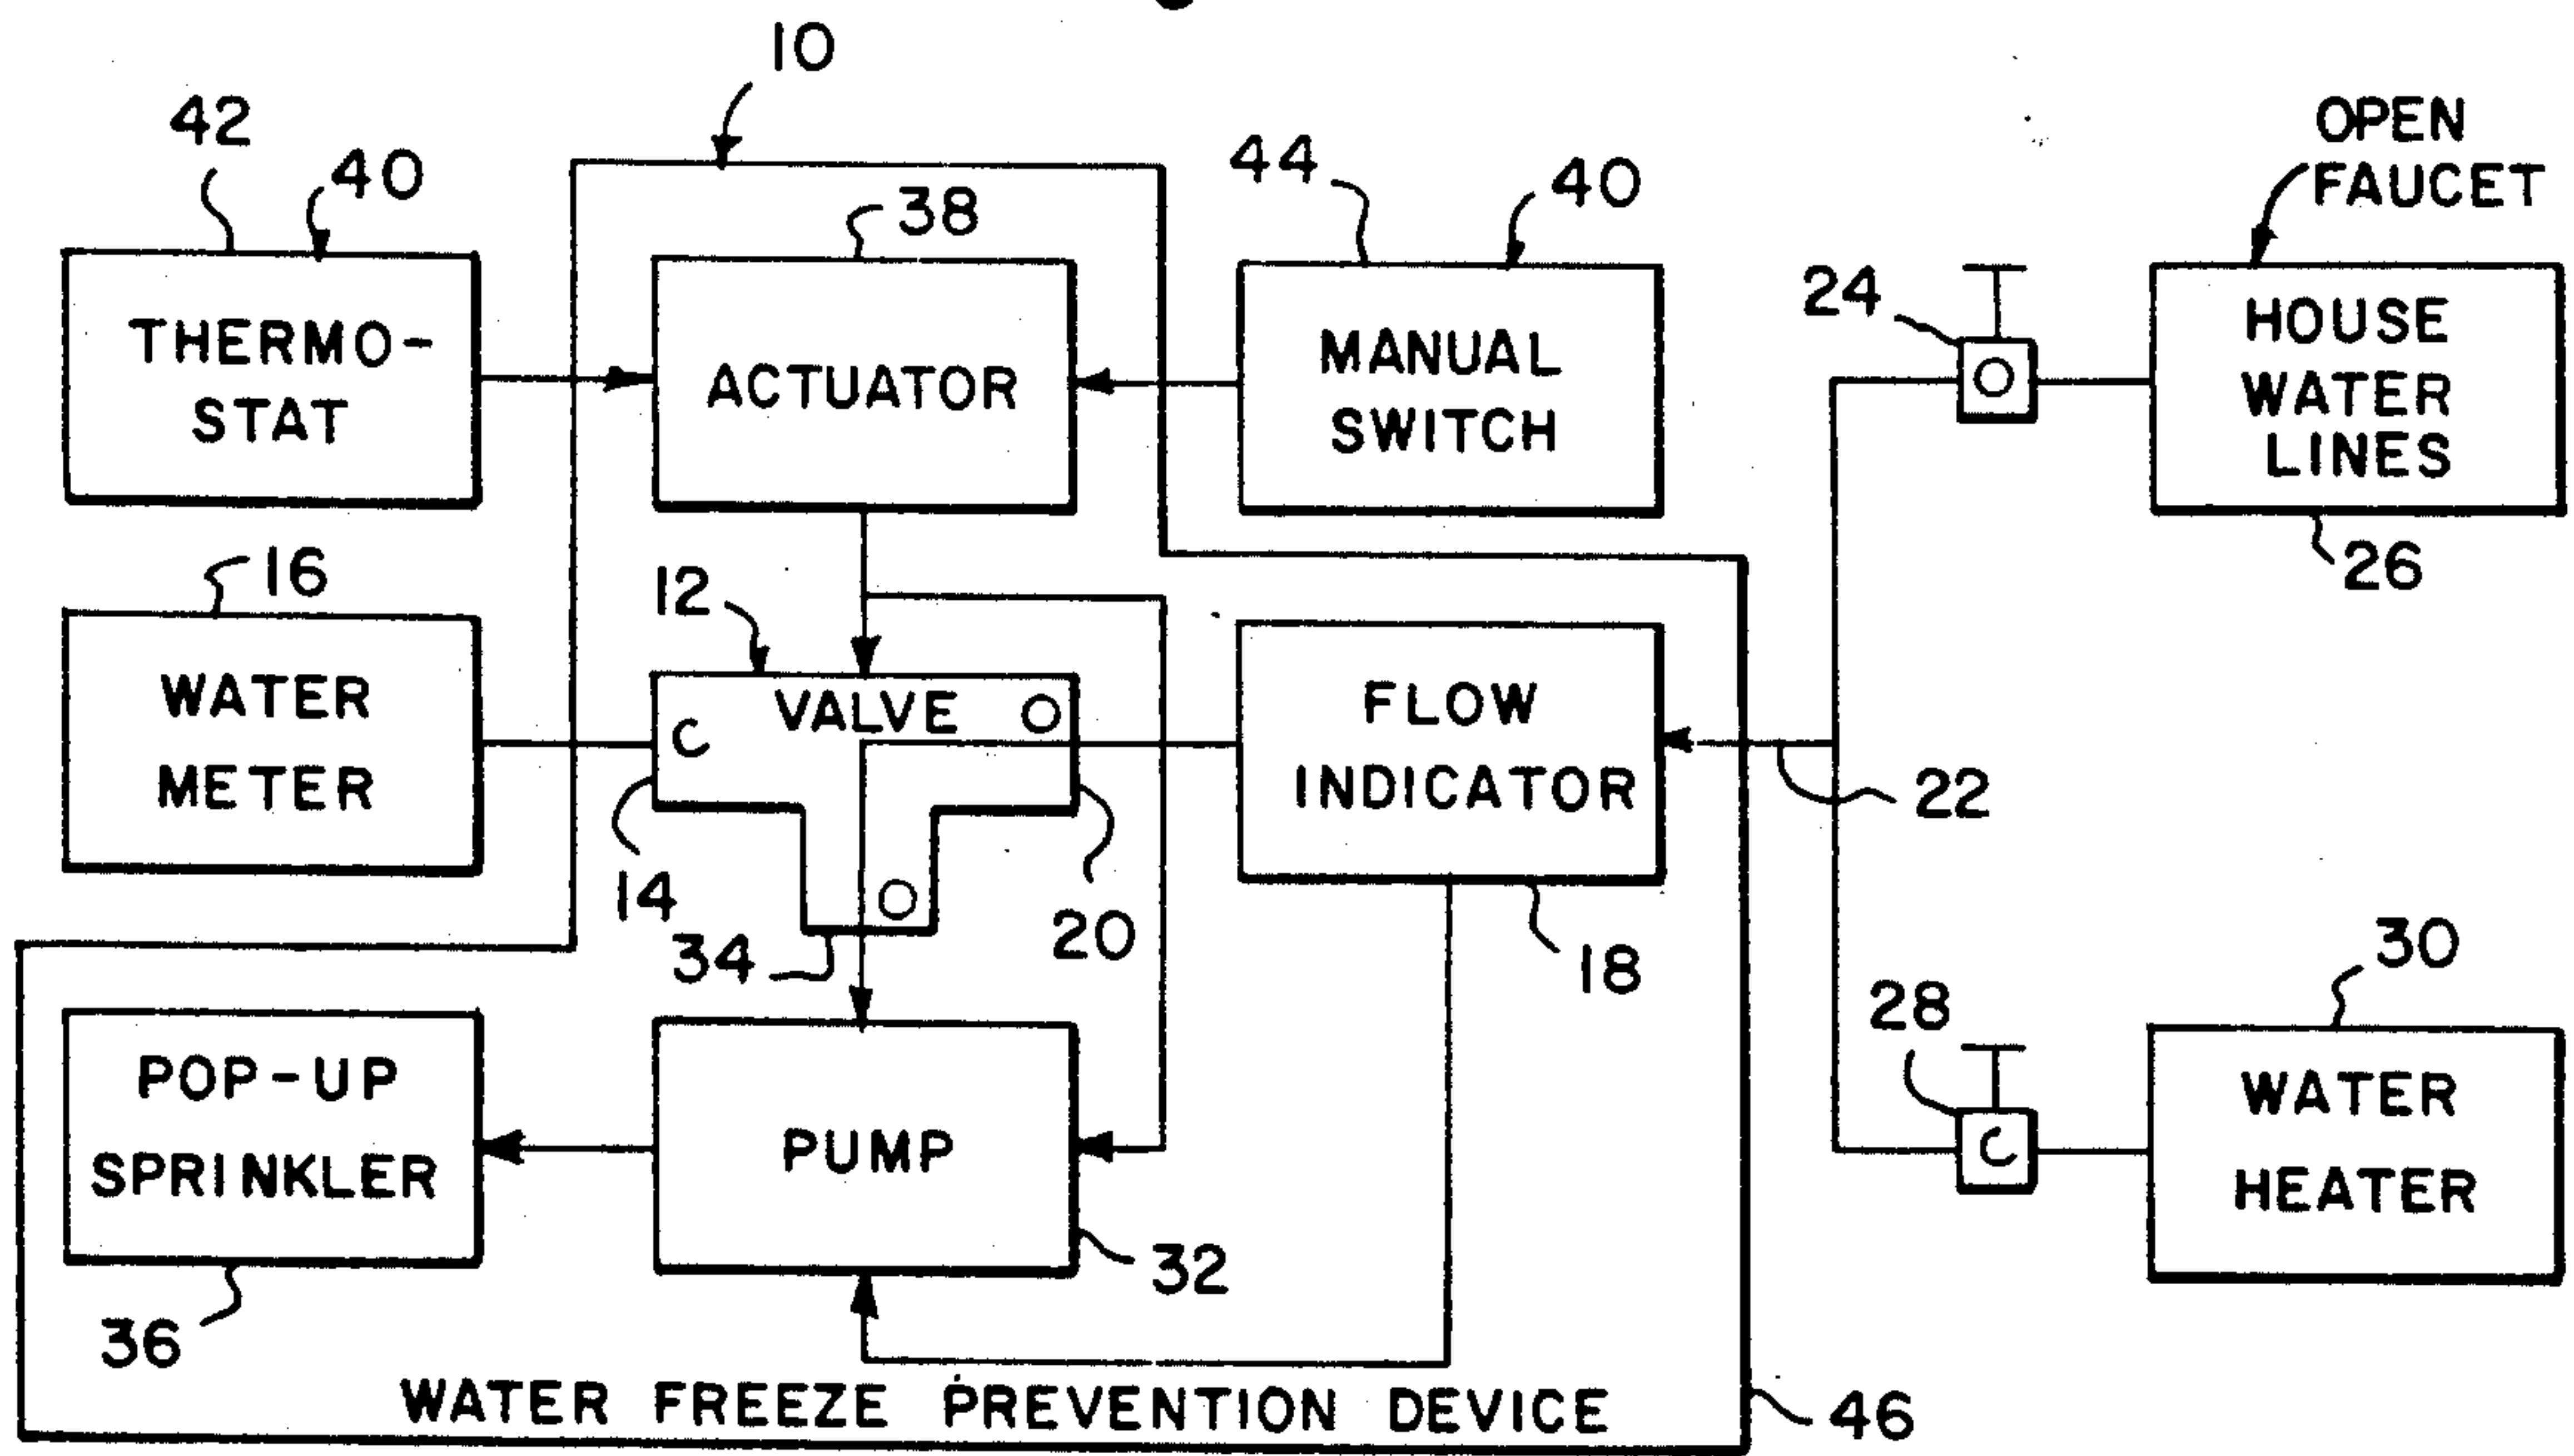 10
42
40
44
40
OPEN
FAUCET
38
THERMO-
STAT
ACTUATOR
MANUAL
SWITCH
24
O
HOUSE
WATER
LINES
26
16
12
WATER
METER
C
VALVE
O
FLOW
INDICATOR
22
14
O
34
20
18
28
30
C
WATER
HEATER
POP-UP
SPRINKLER
PUMP
36
32
WATER FREEZE PREVENTION DEVICE
46